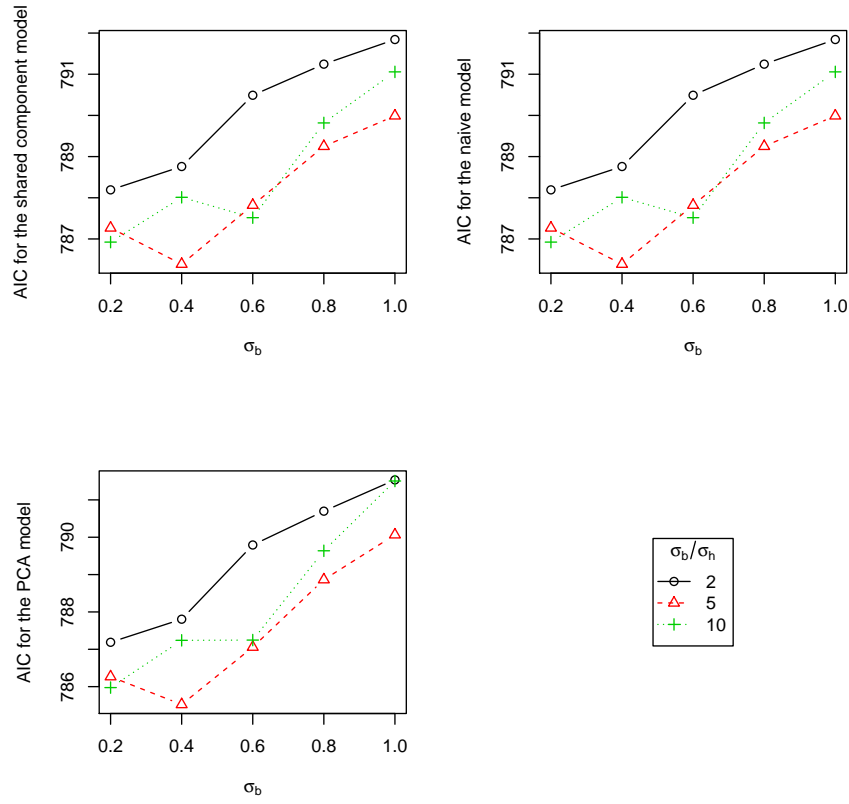 AIC for the shared component model
791
789
787
0.2 0.4 0.6 0.8 1.0
σb
AIC for the naive model
791
789
787
0.2 0.4 0.6 0.8 1.0
σb
AIC for the PCA model
790
788
786
0.2 0.4 0.6 0.8 1.0
σb
σb/σh
2
5
10